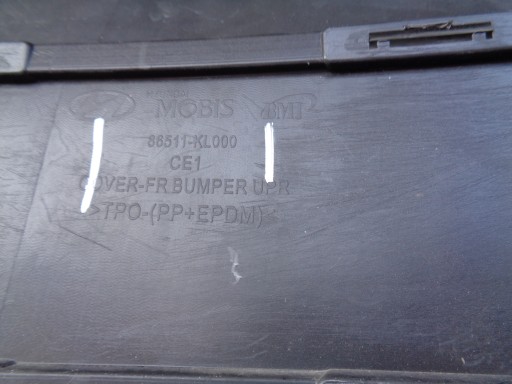 MOBIS
86511-KL000
CE1
COVER-FR.BUMPER UPR
>TPO-(PP+EPDM)<